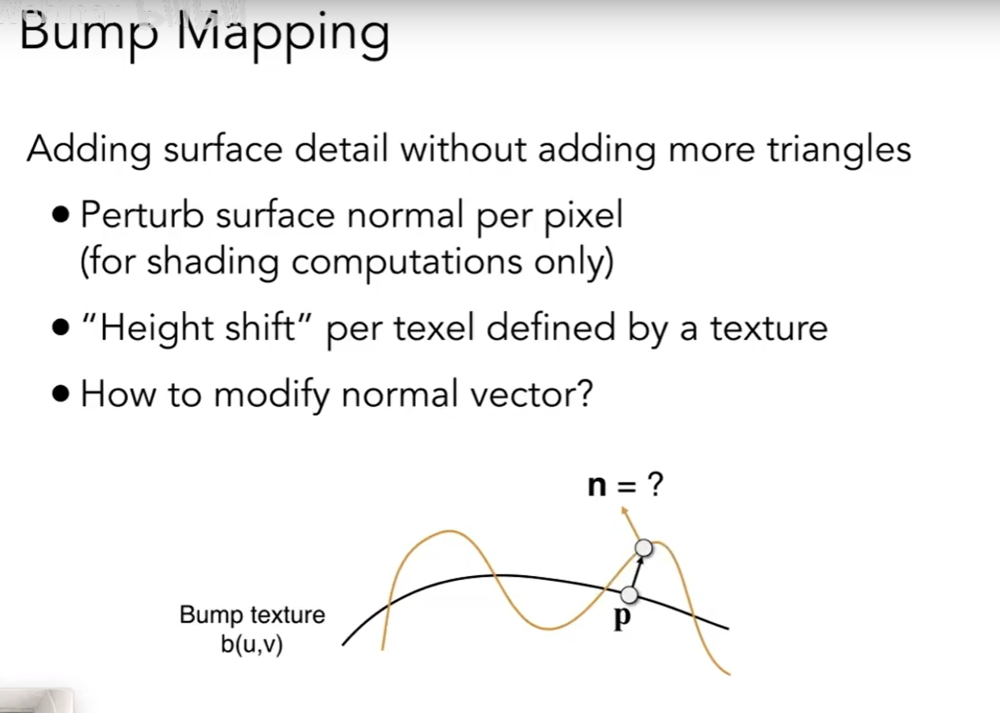 Bump Mapping
Adding surface detail without adding more triangles
● Perturb surface normal per pixel
(for shading computations only)
● “Height shift” per texel defined by a texture
● How to modify normal vector?
n = ?
Bump texture
b(u,v)
p